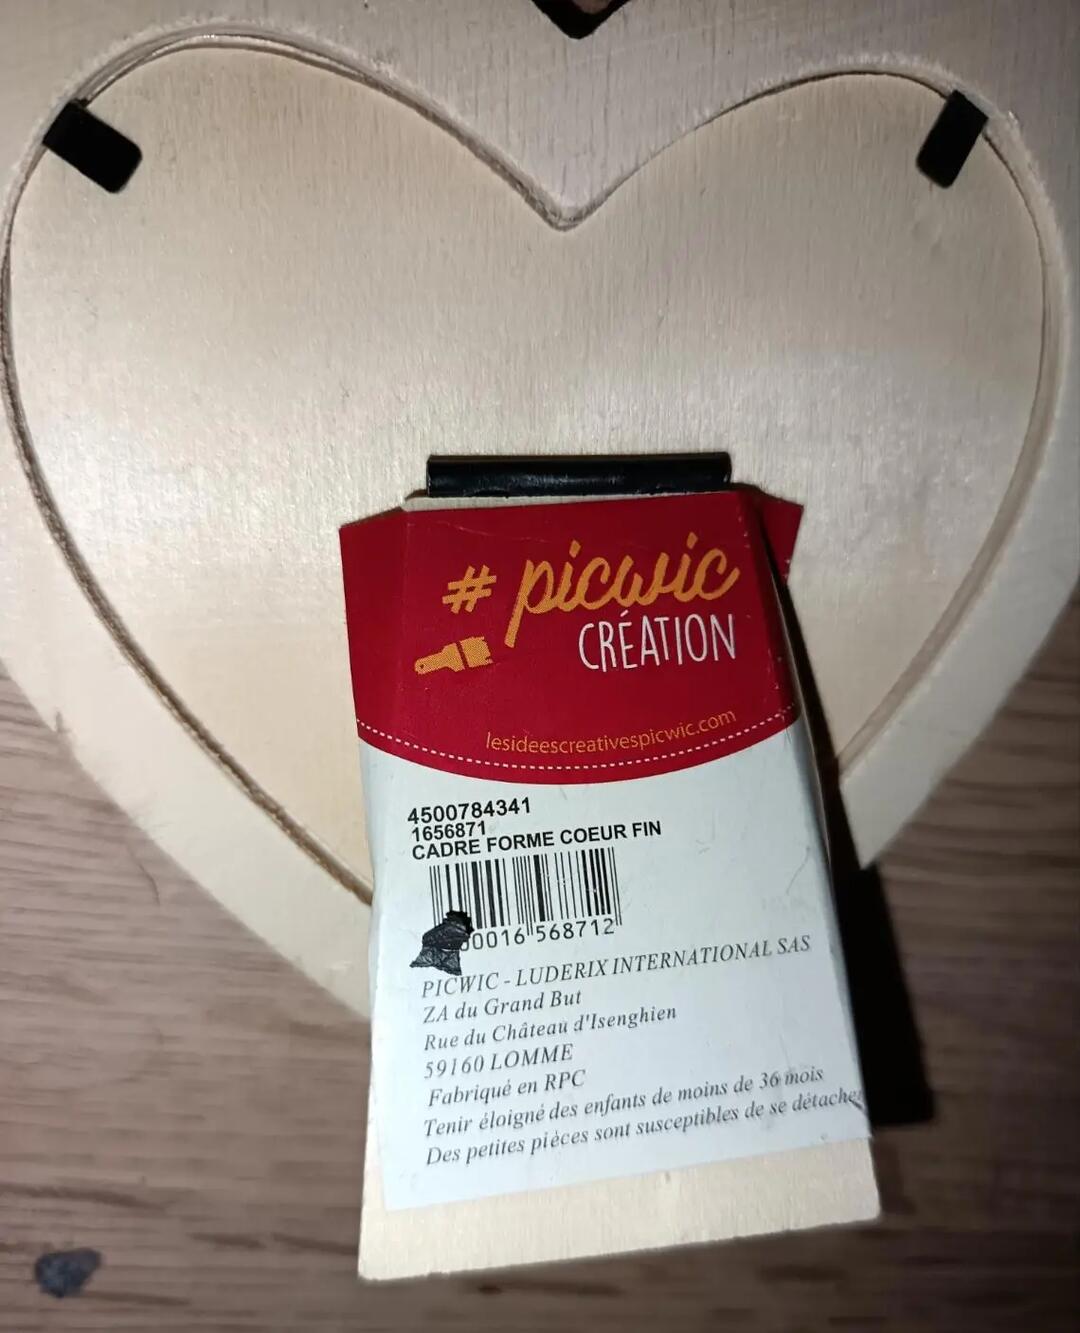 # picwic
CRÉATION
lesideescreativespicwic.com
4500784341
1656871
CADRE FORME COEUR FIN
00016 568712
PICWIC - LUDERIX INTERNATIONAL SAS
ZA du Grand But
Rue du Château d'Isenghien
59160 LOMME
Fabriqué en RPC
Tenir éloigné des enfants de moins de 36 mois
Des petites pièces sont susceptibles de se détacher